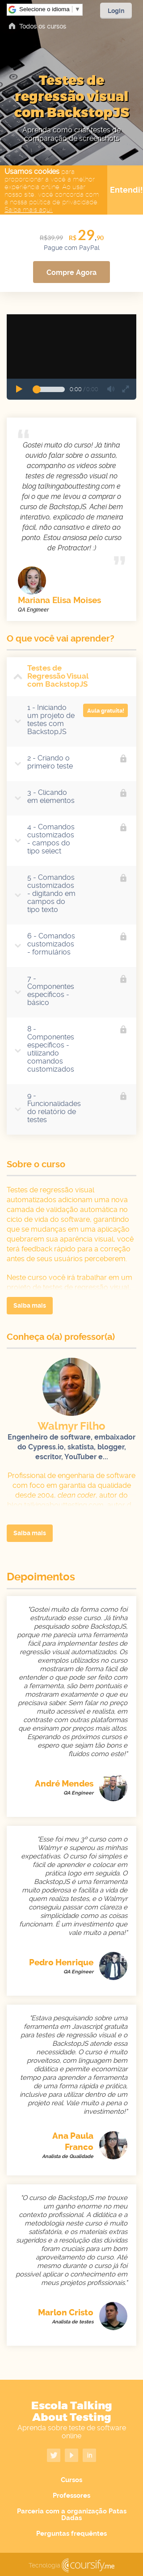 Selecione o idioma ▼
Login
Todos os cursos
Testes de
regressão visual
com BackstopJS
Aprenda como criar testes de
comparação de screenshots
Usamos cookies para
proporcionar a você a melhor
experiência online. Ao usar
nosso site, você concorda com
a nossa política de privacidade.
Saiba mais aqui.
Entendi!
R$39,99 R$ 29,90
Pague com PayPal
Compre Agora
0:00
Gostei muito do curso! Já tinha
ouvido falar sobre o assunto,
acompanho os vídeos sobre
testes de regressão visual no
blog talkingabouttesting.com e
foi o que me levou a comprar o
curso de BackstopJS. Achei bem
interativo, explicado de maneira
fácil, não cansativo e direto ao
ponto. Estou ansiosa pelo curso
de Protractor! :)
Mariana Elisa Moises
QA Engineer
O que você vai aprender?
Testes de
Regressão Visual
com BackstopJS
1 - Iniciando
um projeto de
testes com
BackstopJS
Aula gratuita!
2 - Criando o
primeiro teste
3 - Clicando
em elementos
4 - Comandos
customizados
- campos do
tipo select
5 - Comandos
customizados
- digitando em
campos do
tipo texto
6 - Comandos
customizados
- formulários
7 -
Componentes
específicos -
básico
8 -
Componentes
específicos -
utilizando
comandos
customizados
9 -
Funcionalidades
do relatório de
testes
Sobre o curso
Testes de regressão visual
automatizados adicionam uma nova
camada de validação automática no
ciclo de vida do software, garantindo
que se mudanças em uma aplicação
quebrarem sua aparência visual, você
terá feedback rápido para a correção
antes de seus usuários perceberem.
Neste curso você irá trabalhar em um
Saiba mais
Conheça o(a) professor(a)
Walmyr Filho
Engenheiro de software, embaixador
do Cypress.io, skatista, blogger,
escritor, YouTuber e...
Profissional de engenharia de software
com foco em garantia da qualidade
desde 2004, clean coder, autor do
Saiba mais
Depoimentos
"Gostei muito da forma como foi
estruturado esse curso. Já tinha
pesquisado sobre BackstopJS,
porque me parecia uma ferramenta
fácil para implementar testes de
regressão visual automatizados. Os
exemplos utilizados no curso
mostraram de forma fácil de
entender o que pode ser feito com
a ferramenta, são bem pontuais e
mostraram exatamente o que eu
precisava saber. Sem falar no preço
muito acessível e realista, em
comum com outras plataformas
que ensinam por preços mais altos.
Esperando os próximos cursos e
espero que sejam tão bons e
fluídos como este!"
André Mendes
QA Engineer
"Esse foi meu 3º curso com o
Walmyr e superou as minhas
expectativas. O curso foi simples e
fácil de aprender e colocar em
prática logo em seguida. O
BackstopJS é uma ferramenta
muito poderosa e facilita a vida de
quem realiza testes, e o Walmyr
conseguiu passar com clareza e
simplicidade como as coisas
funcionam. É um investimento que
vale muito a pena!"
Pedro Henrique
QA Engineer
"Estava pesquisando sobre uma
ferramenta em Javascript gratuita
para testes de regressão visual, e o
BackstopJS atende essa
necessidade. O curso é muito
proveitoso, com linguagem bem
didática e permite economizar
tempo para aprender a ferramenta
de uma forma rápida e prática,
inclusive para utilizar num projeto
real. Vale muito a pena o
investimento!"
Ana Paula
Franco
Analista de Qualidade
"O curso de BackstopJS me trouxe
um ganho enorme no meu
contexto profissional. A didática e a
metodologia neste curso é muito
satisfatória, e os materiais extras
sugeridos e a resolução das dúvidas
foram cruciais para um bom
aproveitamento do curso. Até
mesmo durante o curso já foi
possível aplicar o conhecimento em
meus projetos profissionais."
Marlon Cristo
Analista de testes
Escola Talking
About Testing
Aprenda sobre teste de software
online
Cursos
Professores
Parceria com a organização Patas
Dadas
Perguntas frequentes
Tecnologia coursify.me